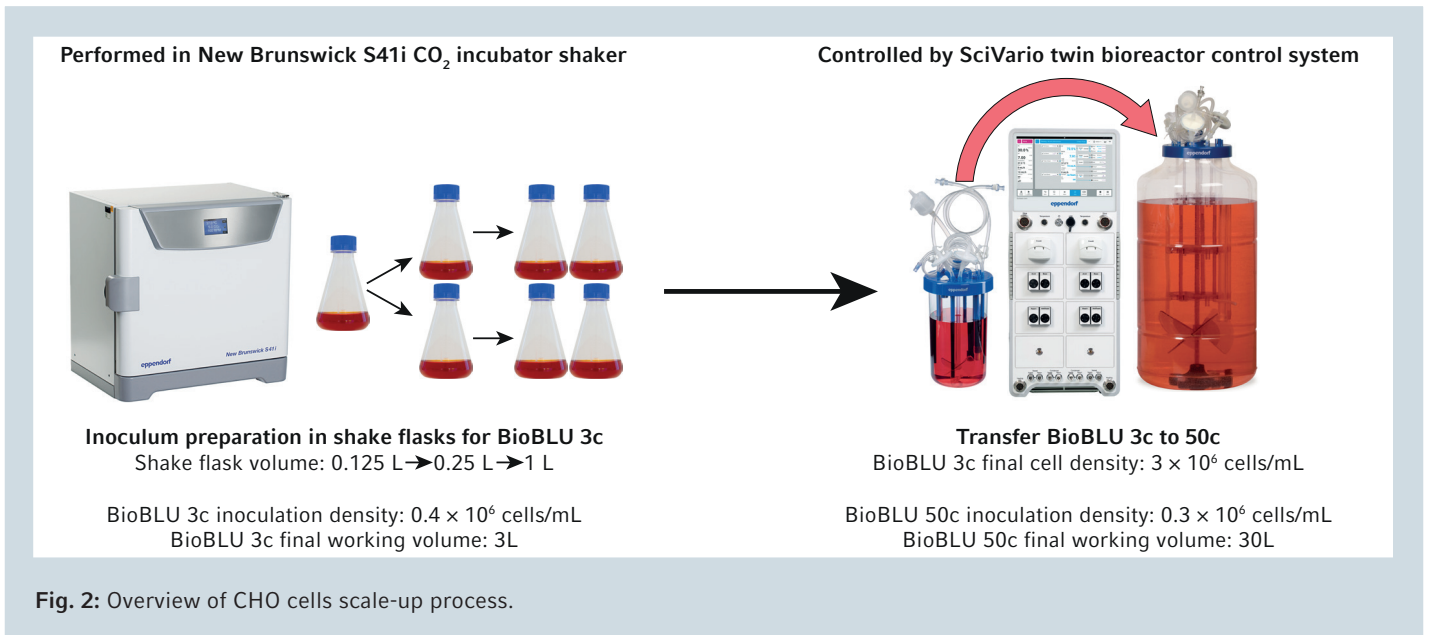 Performed in New Brunswick S41i CO₂ incubator shaker
Controlled by SciVario twin bioreactor control system
eppendorf
New Brunswick S41i
eppendorf
eppendorf
Inoculum preparation in shake flasks for BioBLU 3c
Shake flask volume: 0.125 L→0.25 L→1 L
BioBLU 3c inoculation density: 0.4 × 10⁶ cells/mL
BioBLU 3c final working volume: 3L
Transfer BioBLU 3c to 50c
BioBLU 3c final cell density: 3 × 10⁶ cells/mL
BioBLU 50c inoculation density: 0.3 × 10⁶ cells/mL
BioBLU 50c final working volume: 30L
Fig. 2: Overview of CHO cells scale-up process.